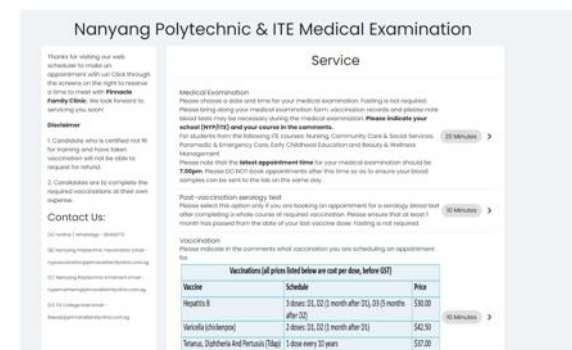 Nanyang Polytechnic & ITE Medical Examination
Thanks for visiting our web
scheduler to make an
appointment with us! Click through
the screens on the right to reserve
a time to meet with Pinnacle
Family Clinic. We look forward to
servicing you soon!
Disclaimer
1. Candidate who is certified not fit
for training and have taken
vaccination will not be able to
request for refund.
2. Candidates are to complete the
required vaccinations at their own
expense.
Contact Us:
Service
Medical Examination
Please choose a date and time for your medical examination. Fasting is not required.
Please bring along your medical examination form, vaccination records and please note
blood tests may be necessary during the medical examination. Please indicate your
school (NYP/ITE) and your course in the comments.
For students from the following ITE courses: Nursing, Community Care & Social Services,
Paramedic & Emergency Care, Early Childhood Education and Beauty & Wellness
Management
Please note that the latest appointment time for your medical examination should be
7.00pm. Please DO NOT book appointments after this time so as to ensure your blood
samples can be sent to the lab on the same day.
20 Minutes
Post-vaccination serology test
Please select this option only if you are booking an appointment for a serology blood test
after completing a whole course of required vaccination. Please ensure that at least 1
month has passed from the date of your last vaccine dose. Fasting is not required.
10 Minutes
Vaccination
Please indicate in the comments what vaccination you are scheduling an appointment
for.
Vaccinations (all prices listed below are cost per dose, before GST)
Vaccine Schedule Price
Hepatitis B 3 doses: D1, D2 (1 month after D1), D3 (5 months $30.00
after D2)
Varicella (chickenpox) 2 doses: D1, D2 (1 month after D1) $42.50
Tetanus, Diphtheria And Pertussis (Tdap) 1 dose every 10 years $37.00
10 Minutes